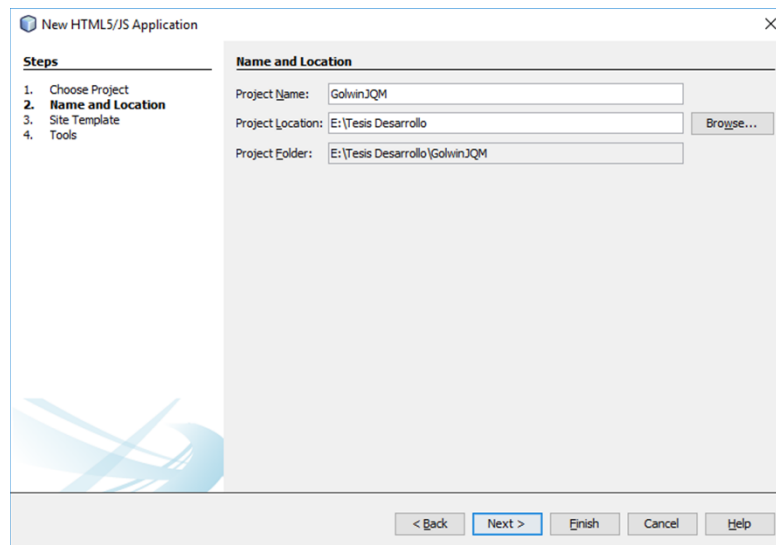 New HTML5/JS Application
Steps
1. Choose Project
2. Name and Location
3. Site Template
4. Tools
Name and Location
Project Name: GolwinJQM
Project Location: E:\Tesis Desarrollo Browse...
Project Folder: E:\Tesis Desarrollo\GolwinJQM
< Back Next > Finish Cancel Help